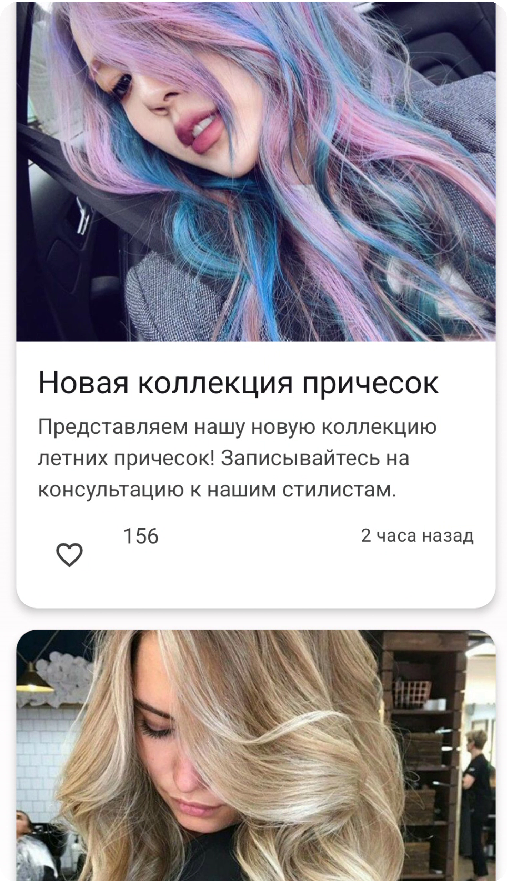 Новая коллекция причесок
Представляем нашу новую коллекцию
летних причесок! Записывайтесь на
консультацию к нашим стилистам.
156
2 часа назад